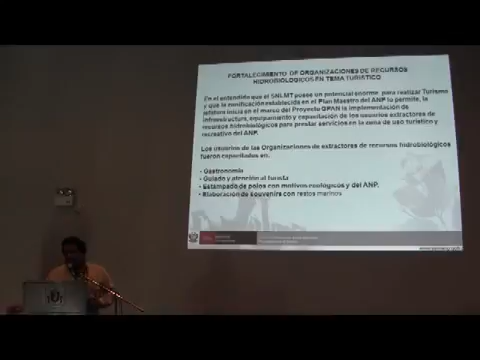 FORTALECIMIENTO DE ORGANIZACIONES DE RECURSOS
HIDROBIOLOGICOS EN TEMA TURISTICO
En el entendido que el SNLMT posee un potencial enorme para realizar Turismo
y que la zonificación establecida en el Plan Maestro del ANP lo permite, la
jefatura inicia en el marco del Proyecto GPAN la implementación de
infraestructura, equipamiento y capacitación de los usuarios extractores de
recursos hidrobiológicos para prestar servicios en la zona de uso turístico y
recreativo del ANP.
Los usuarios de las Organizaciones de extractores de recursos hidrobiológicos
fueron capacitados en:
- Gastronomía
- Guiado y atención al turista
- Estampado de polos con motivos ecológicos y del ANP.
- Elaboración de souvenirs con restos marinos